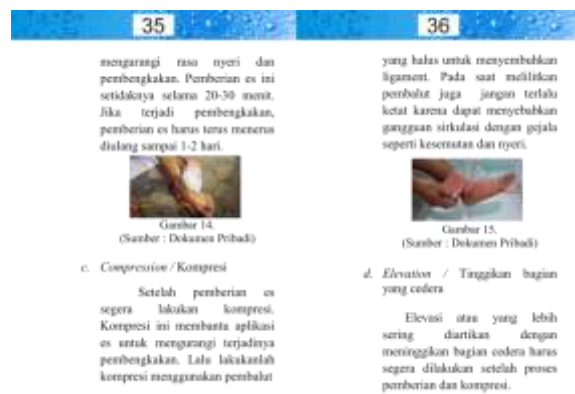 35
mengurangi rasa nyeri dan
pembengkakan. Pemberian es ini
setidaknya selama 20-30 menit.
Jika terjadi pembengkakan,
pemberian es harus terus menerus
diulang sampai 1-2 hari.
Gambar 14.
(Sumber : Dokumen Pribadi)
c. Compression / Kompresi
Setelah pemberian es
segera lakukan kompresi.
Kompresi ini membantu aplikasi
es untuk mengurangi terjadinya
pembengkakan. Lalu lakukanlah
kompresi menggunakan pembalut
36
yang halus untuk menyembuhkan
ligament. Pada saat melilitkan
pembalut juga jangan terlalu
ketat karena dapat menyebabkan
gangguan sirkulasi dengan gejala
seperti kesemutan dan nyeri.
Gambar 15.
(Sumber : Dokumen Pribadi)
d. Elevation / Tinggikan bagian
yang cedera
Elevasi atau yang lebih
sering diartikan dengan
meninggikan bagian cedera harus
segera dilakukan setelah proses
pemberian dan kompresi.